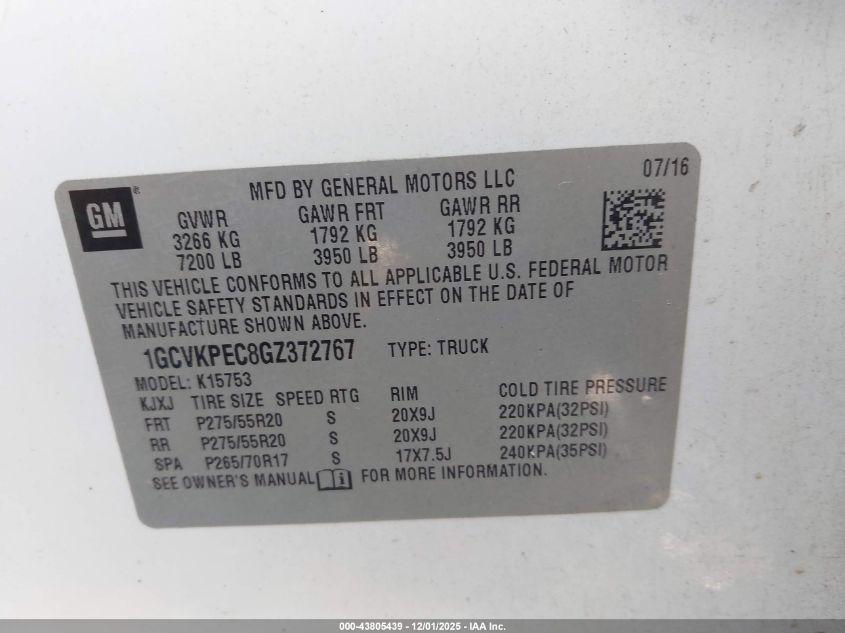 GM ®
MFD BY GENERAL MOTORS LLC
07/16
GVWR GAWR FRT GAWR RR
3266 KG 1792 KG 1792 KG
7200 LB 3950 LB 3950 LB
THIS VEHICLE CONFORMS TO ALL APPLICABLE U.S. FEDERAL MOTOR
VEHICLE SAFETY STANDARDS IN EFFECT ON THE DATE OF
MANUFACTURE SHOWN ABOVE.
1GCVKPEC8GZ372767 TYPE: TRUCK
MODEL: K15753
KJXJ TIRE SIZE SPEED RTG RIM COLD TIRE PRESSURE
FRT P275/55R20 S 20X9J 220KPA(32PSI)
RR P275/55R20 S 20X9J 220KPA(32PSI)
SPA P265/70R17 S 17X7.5J 240KPA(35PSI)
SEE OWNER'S MANUAL i FOR MORE INFORMATION.
000-43805439 - 12/01/2025 - IAA Inc.